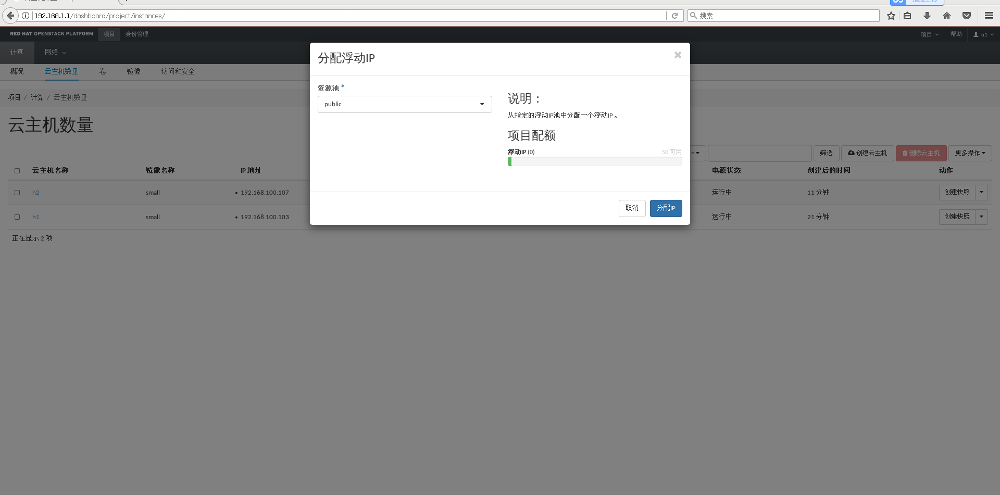 192.168.1.1/dashboard/project/instances/
搜索
RED HAT OPENSTACK PLATFORM 项目 身份管理 项目 帮助 u1
计算 网络
概况 云主机数量 卷 镜像 访问和安全
项目 / 计算 / 云主机数量
云主机数量
分配浮动IP
资源池 *
public
说明：
从指定的浮动IP池中分配一个浮动IP 。
项目配额
浮动IP (0) 50 可用
取消 分配IP
= 筛选 创建云主机 删除云主机 更多操作
云主机名称 镜像名称 IP 地址 电源状态 创建后的时间 动作
h2 small • 192.168.100.107 运行中 11 分钟 创建快照
h1 small • 192.168.100.103 运行中 21 分钟 创建快照
正在显示 2 项